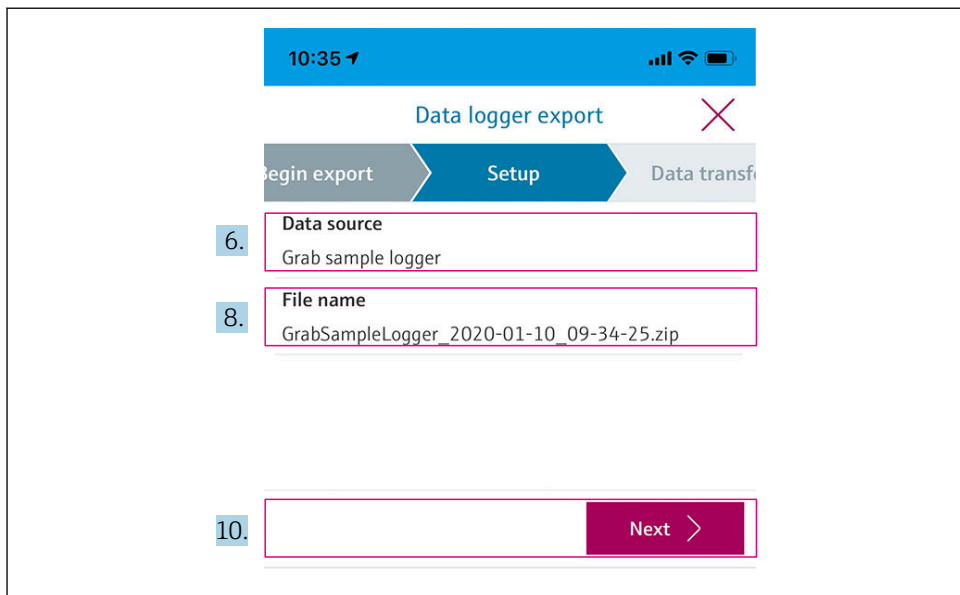 10:35
Data logger export
Begin export
Setup
Data transfe
6.
Data source
Grab sample logger
8.
File name
GrabSampleLogger_2020-01-10_09-34-25.zip
10.
Next